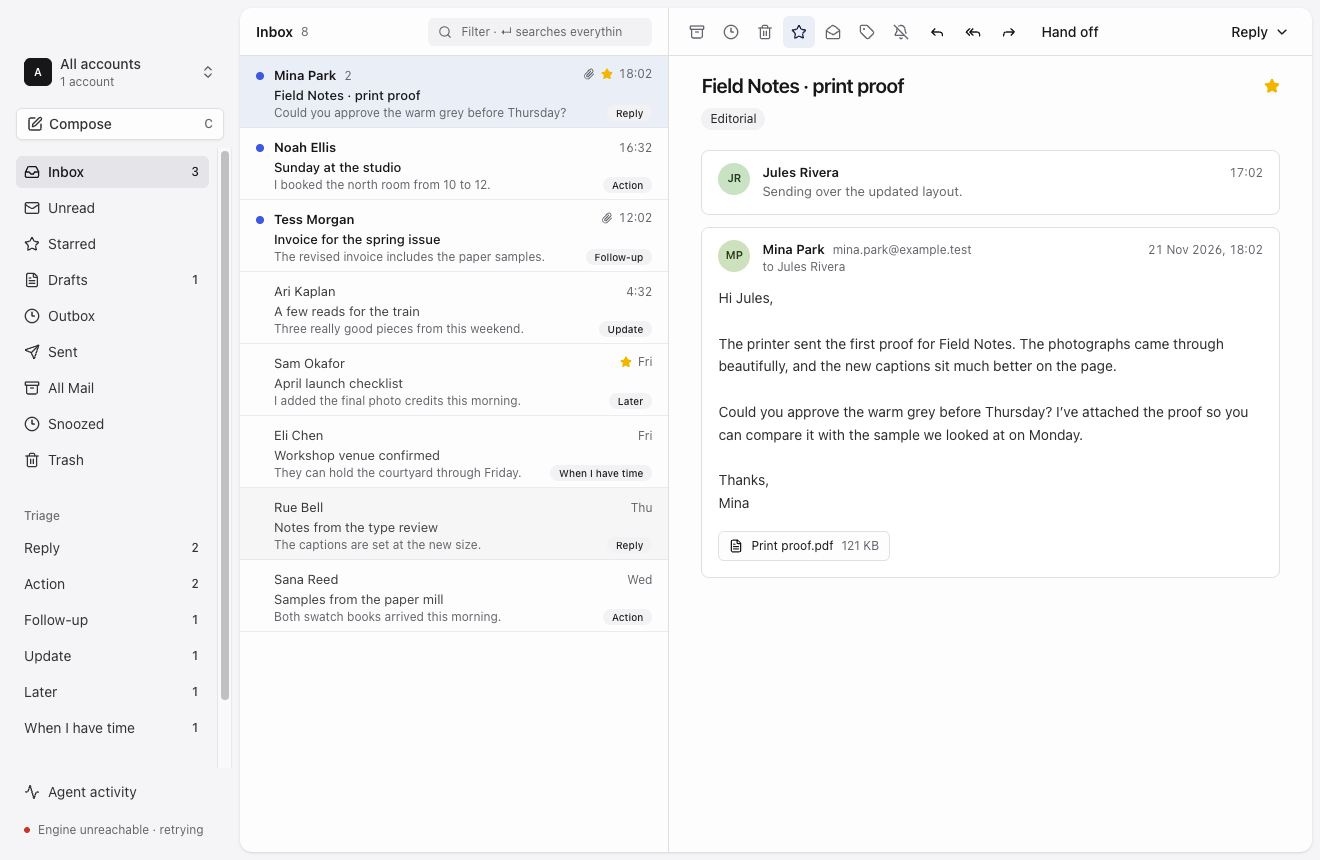 A
All accounts
1 account
Compose C
Inbox 3
Unread
Starred
Drafts 1
Outbox
Sent
All Mail
Snoozed
Trash
Triage
Reply 2
Action 2
Follow-up 1
Update 1
Later 1
When I have time 1
Agent activity
Engine unreachable · retrying
Inbox 8
Filter · ↵ searches everythin
Mina Park 2 18:02
Field Notes · print proof
Could you approve the warm grey before Thursday? Reply
Noah Ellis 16:32
Sunday at the studio
I booked the north room from 10 to 12. Action
Tess Morgan 12:02
Invoice for the spring issue
The revised invoice includes the paper samples. Follow-up
Ari Kaplan 4:32
A few reads for the train
Three really good pieces from this weekend. Update
Sam Okafor Fri
April launch checklist
I added the final photo credits this morning. Later
Eli Chen Fri
Workshop venue confirmed
They can hold the courtyard through Friday. When I have time
Rue Bell Thu
Notes from the type review
The captions are set at the new size. Reply
Sana Reed Wed
Samples from the paper mill
Both swatch books arrived this morning. Action
Hand off Reply
Field Notes · print proof
Editorial
JR Jules Rivera 17:02
Sending over the updated layout.
MP Mina Park mina.park@example.test 21 Nov 2026, 18:02
to Jules Rivera
Hi Jules,
The printer sent the first proof for Field Notes. The photographs came through
beautifully, and the new captions sit much better on the page.
Could you approve the warm grey before Thursday? I’ve attached the proof so you
can compare it with the sample we looked at on Monday.
Thanks,
Mina
Print proof.pdf 121 KB